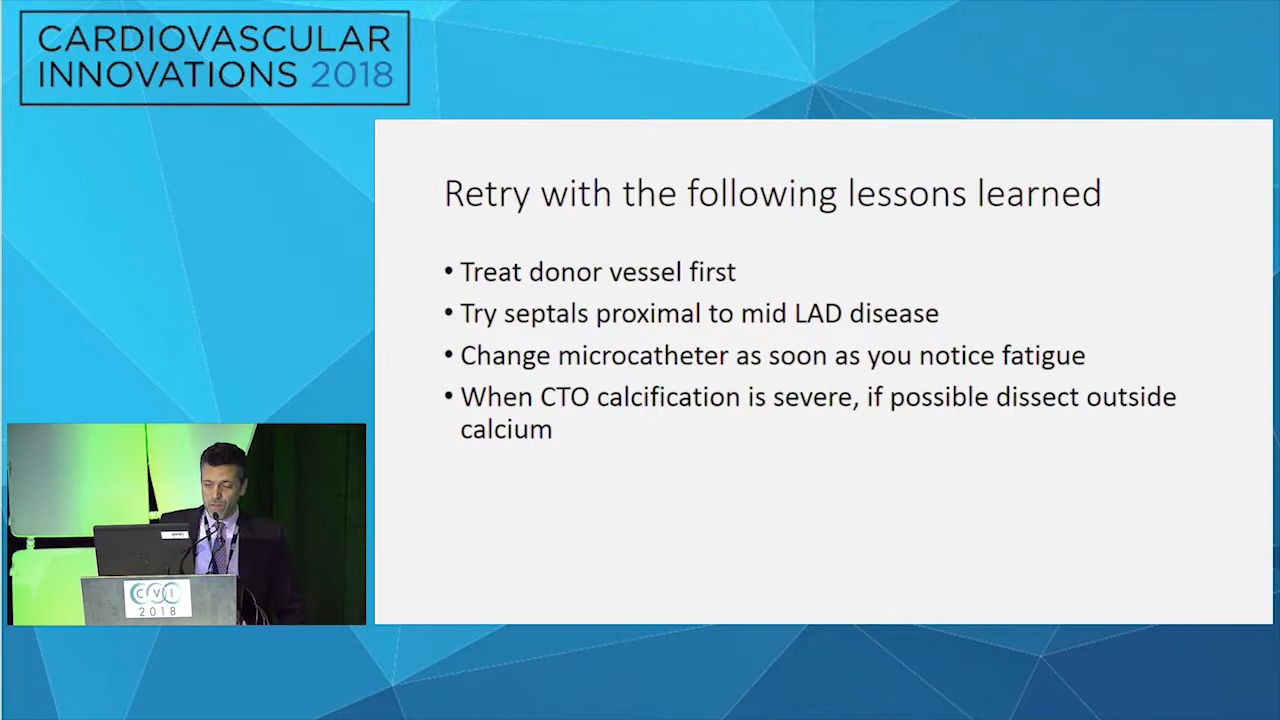 CARDIOVASCULAR
INNOVATIONS 2018
Retry with the following lessons learned
• Treat donor vessel first
• Try septals proximal to mid LAD disease
• Change microcatheter as soon as you notice fatigue
• When CTO calcification is severe, if possible dissect outside
calcium
CVI
2018